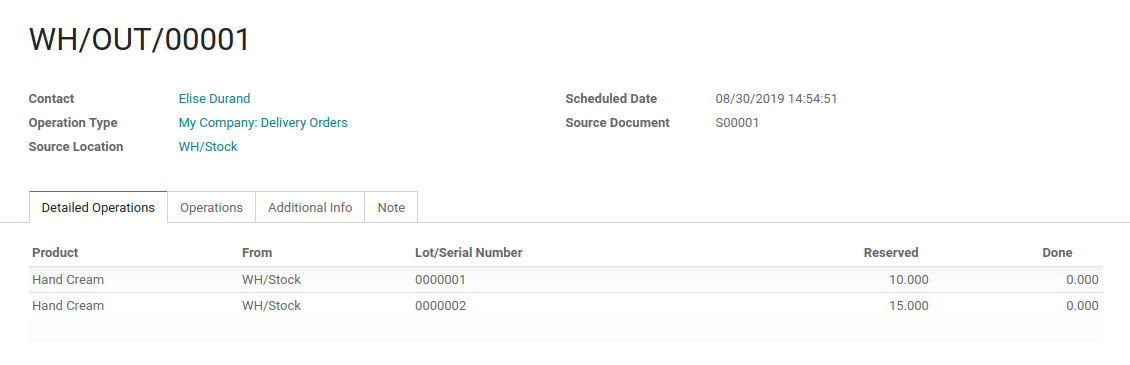 WH/OUT/00001
Contact Elise Durand Scheduled Date 08/30/2019 14:54:51
Operation Type My Company: Delivery Orders Source Document S00001
Source Location WH/Stock
Detailed Operations Operations Additional Info Note
Product From Lot/Serial Number Reserved Done
Hand Cream WH/Stock 0000001 10.000 0.000
Hand Cream WH/Stock 0000002 15.000 0.000